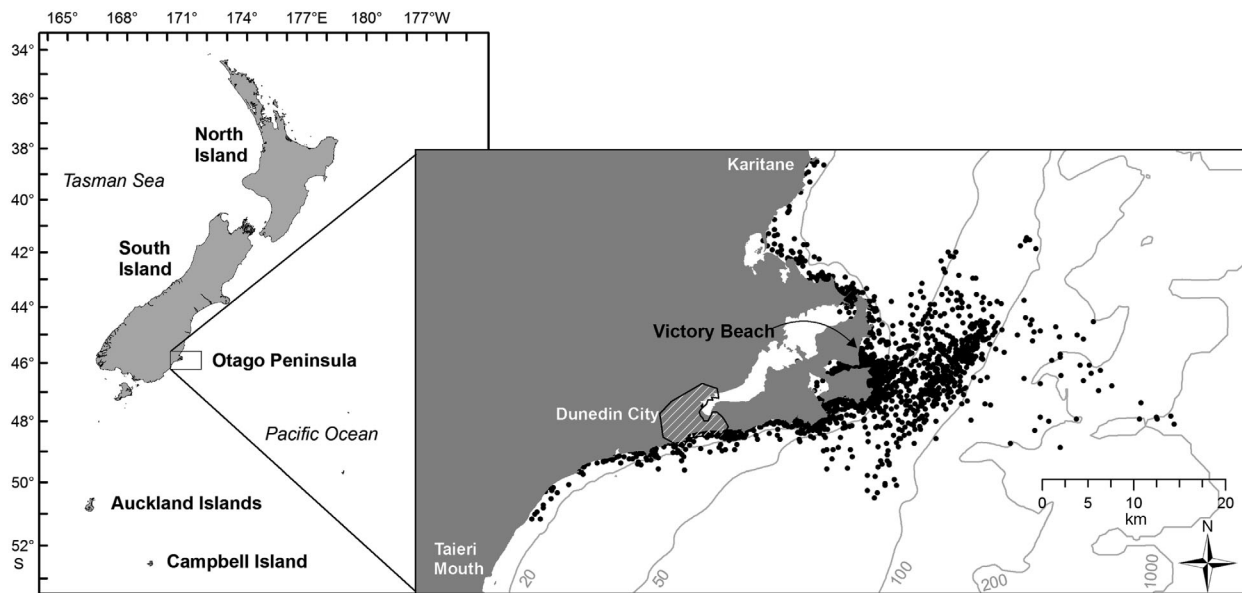 165° 168° 171° 174° 177°E 180° 177°W
34°
36°
38°
40°
42°
44°
46°
48°
50°
52°
S
North
Island
Tasman Sea
South
Island
Otago Peninsula
Pacific Ocean
Auckland Islands
Campbell Island
Karitane
Victory Beach
Dunedin City
Taieri
Mouth
20
50
100
200
1000
0 5 10 20
km
N